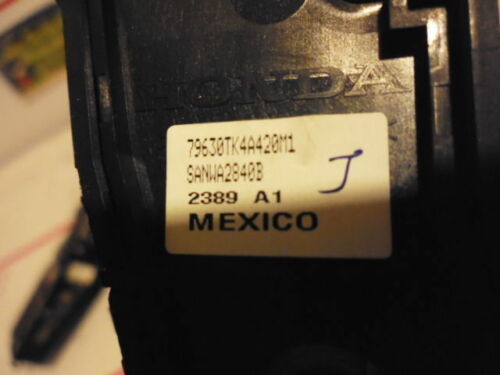 HONDA
79630TK4A420M1
SANWA2840B
2389 A1
MEXICO
J